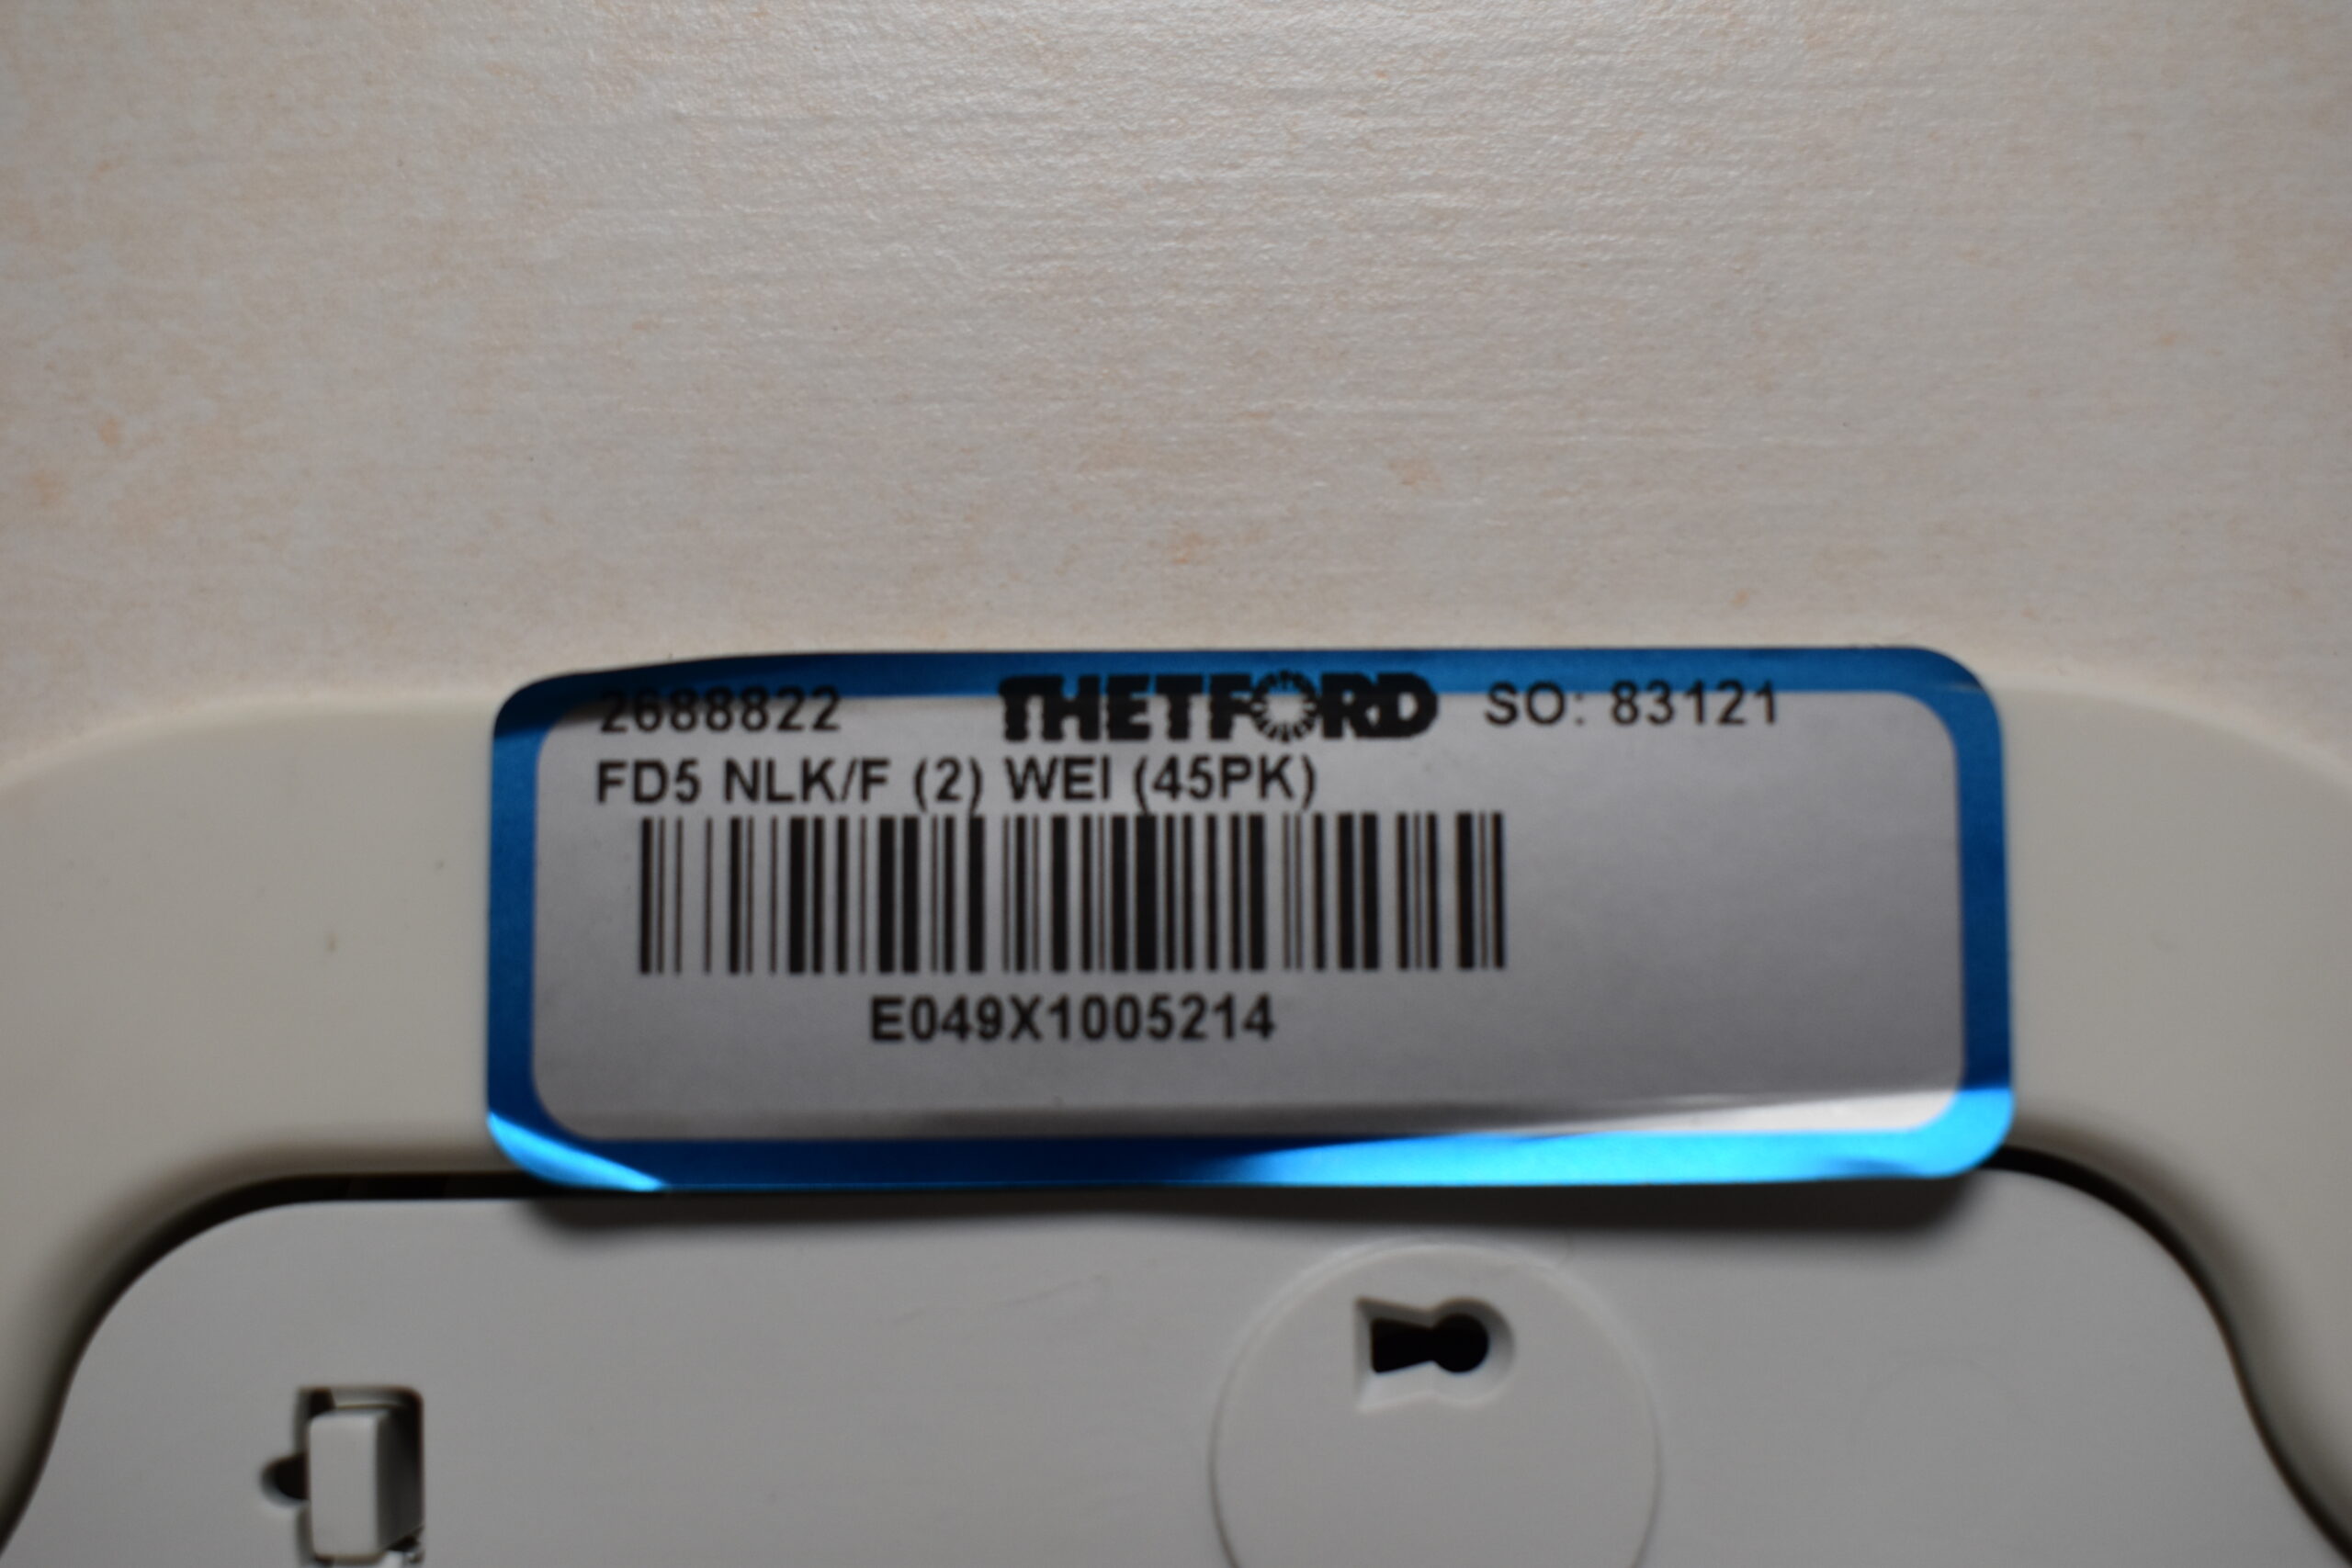 2688822 THETFORD SO: 83121
FD5 NLK/F (2) WEI (45PK)
E049X1005214